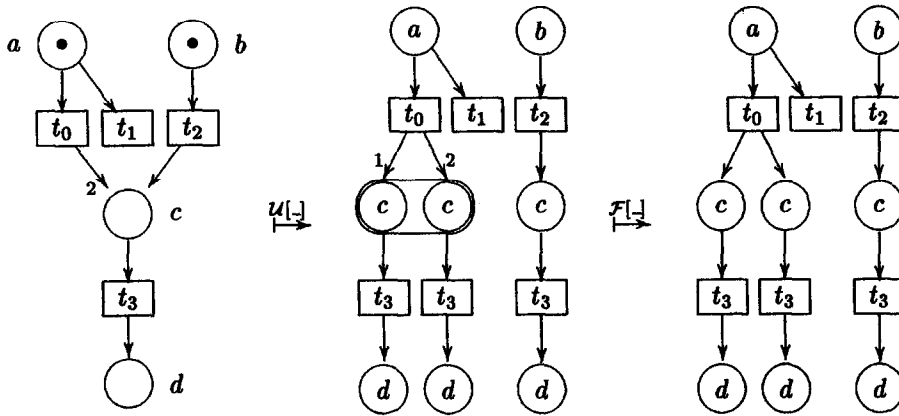 a b a b a b
t₀ t₁ t₂ t₀ t₁ t₂ t₀ t₁ t₂
1 2
2 c c c c c c c
𝒰[_] ℱ[_]
t₃ t₃ t₃ t₃ t₃ t₃ t₃
d d d d d d d